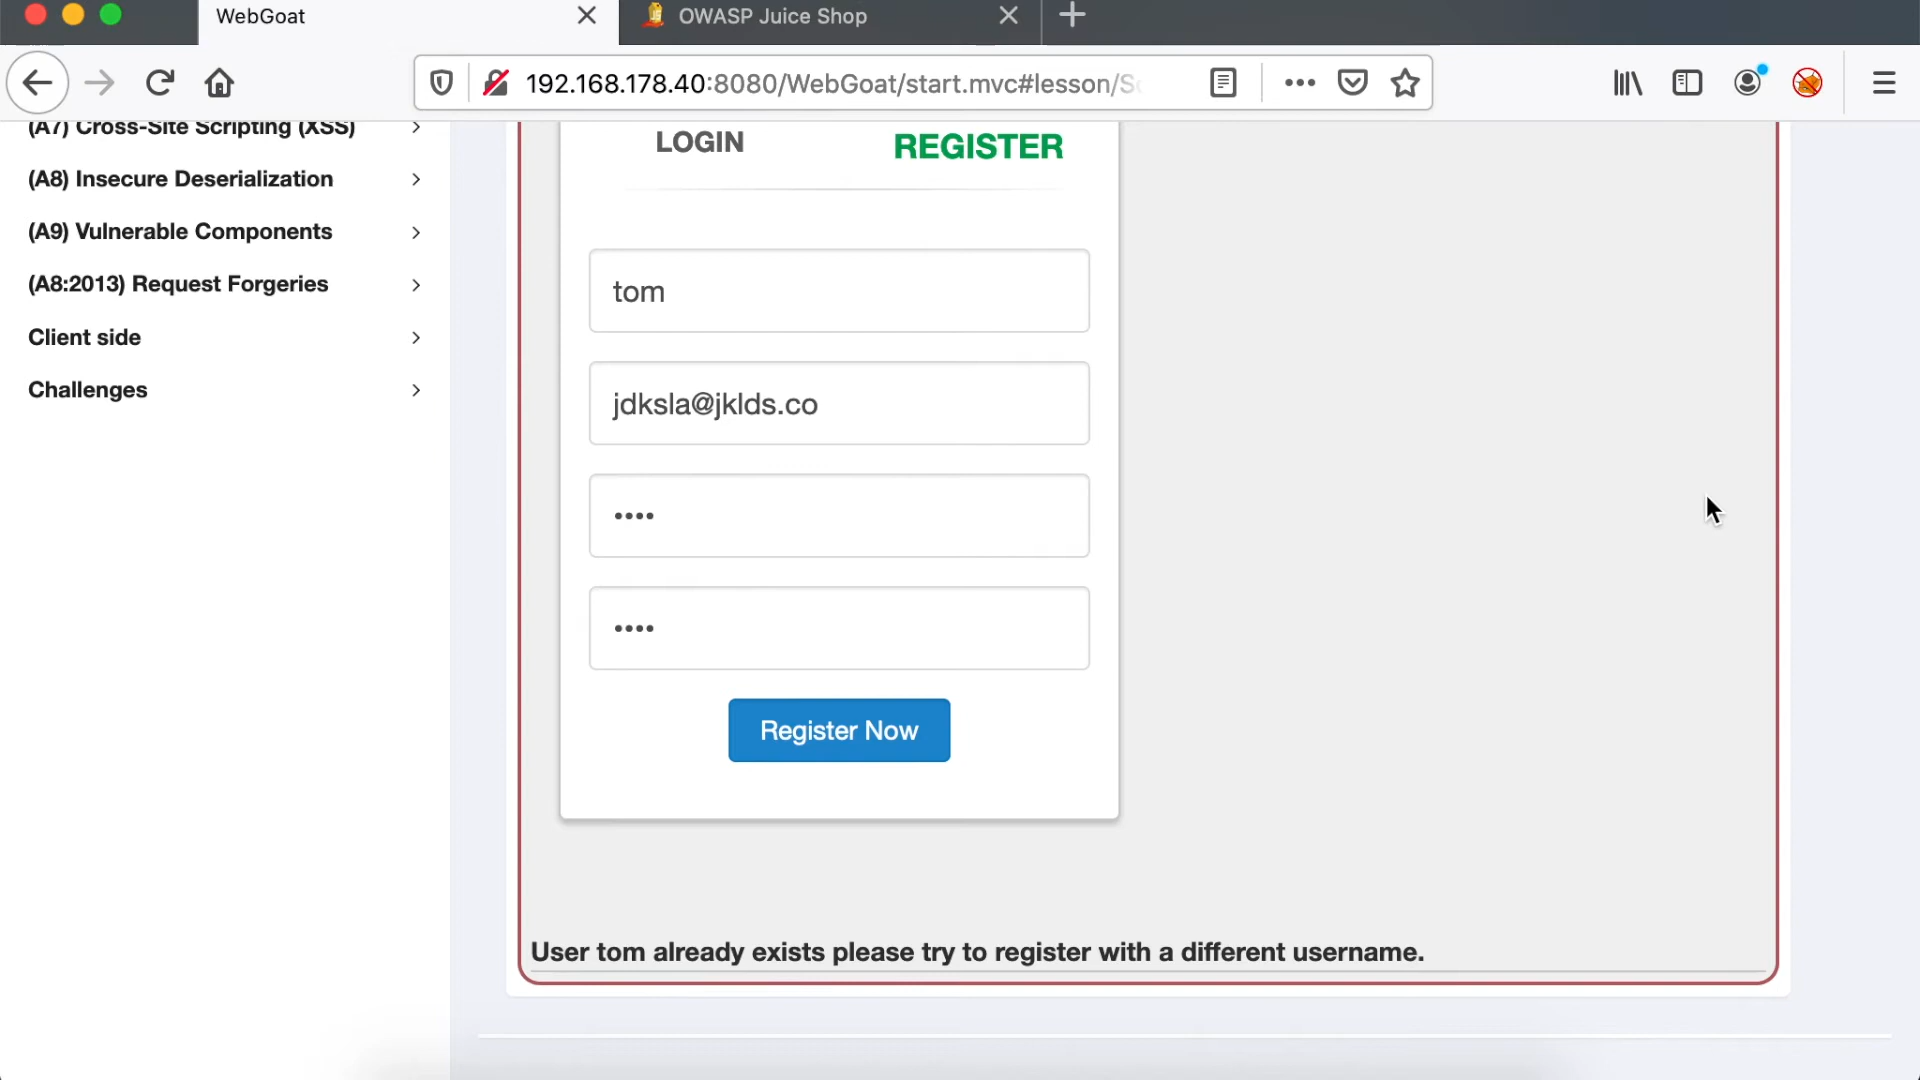 WebGoat
OWASP Juice Shop
192.168.178.40:8080/WebGoat/start.mvc#lesson/S
(A7) Cross-Site Scripting (XSS)
(A8) Insecure Deserialization
(A9) Vulnerable Components
(A8:2013) Request Forgeries
Client side
Challenges
LOGIN
REGISTER
tom
jdksla@jklds.co
••••
••••
Register Now
User tom already exists please try to register with a different username.